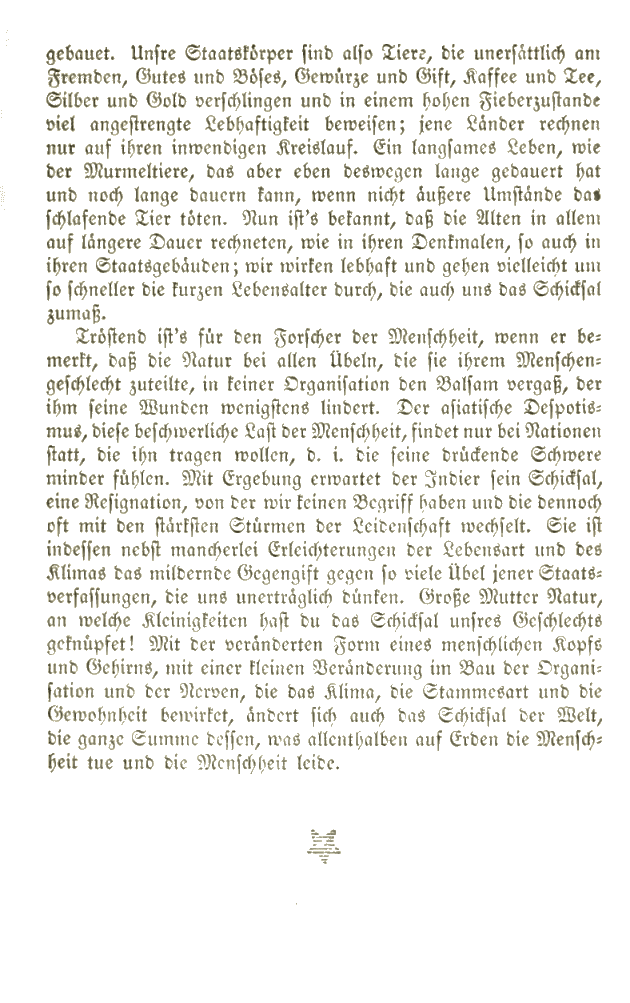 gebauet. Unsre Staatskörper sind also Tiere, die unersättlich am
Fremden, Gutes und Böses, Gewürze und Gift, Kaffee und Tee,
Silber und Gold verschlingen und in einem hohen Fieberzustande
viel angestrengte Lebhaftigkeit beweisen; jene Länder rechnen
nur auf ihren inwendigen Kreislauf. Ein langsames Leben, wie
der Murmeltiere, das aber eben deswegen lange gedauert hat
und noch lange dauern kann, wenn nicht äußere Umstände das
schlafende Tier töten. Nun ist's bekannt, daß die Alten in allem
auf längere Dauer rechneten, wie in ihren Denkmalen, so auch in
ihren Staatsgebäuden; wir wirken lebhaft und gehen vielleicht um
so schneller die kurzen Lebensalter durch, die auch uns das Schicksal
zumaß.
Tröstend ist's für den Forscher der Menschheit, wenn er be-
merkt, daß die Natur bei allen Übeln, die sie ihrem Menschen-
geschlecht zuteilte, in keiner Organisation den Balsam vergaß, der
ihm seine Wunden wenigstens lindert. Der asiatische Despotis-
mus, diese beschwerliche Last der Menschheit, findet nur bei Nationen
statt, die ihn tragen wollen, d. i. die seine drückende Schwere
minder fühlen. Mit Ergebung erwartet der Indier sein Schicksal,
eine Resignation, von der wir keinen Begriff haben und die dennoch
oft mit den stärksten Stürmen der Leidenschaft wechselt. Sie ist
indessen nebst mancherlei Erleichterungen der Lebensart und des
Klimas das mildernde Gegengift gegen so viele Übel jener Staats-
verfassungen, die uns unerträglich dünken. Große Mutter Natur,
an welche Kleinigkeiten hast du das Schicksal unsres Geschlechts
geknüpfet! Mit der veränderten Form eines menschlichen Kopfs
und Gehirns, mit einer kleinen Veränderung im Bau der Organi-
sation und der Nerven, die das Klima, die Stammesart und die
Gewohnheit bewirket, ändert sich auch das Schicksal der Welt,
die ganze Summe dessen, was allenthalben auf Erden die Mensch-
heit tue und die Menschheit leide.